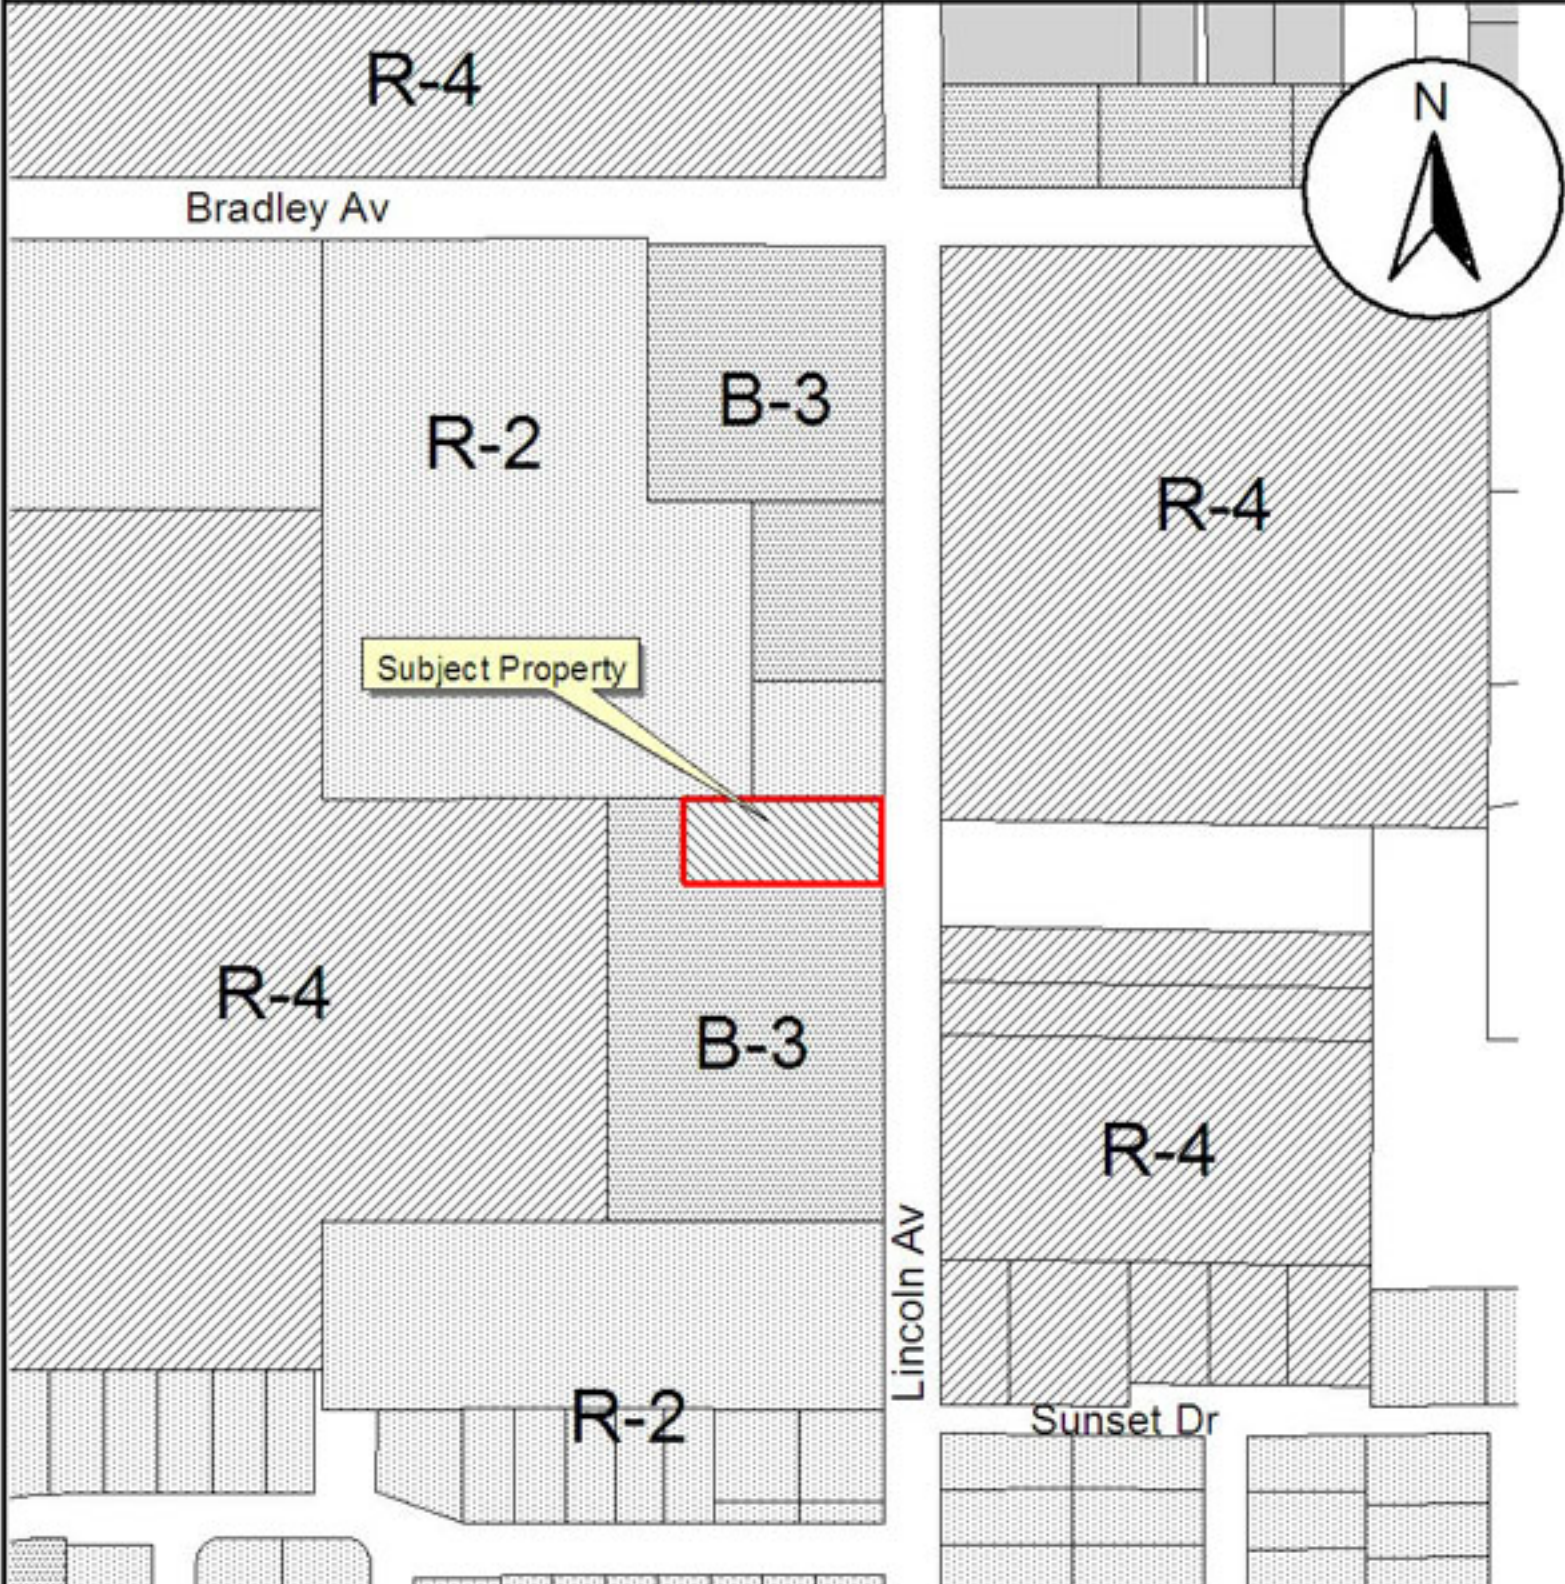 R-4
N
Bradley Av
B-3
R-2
R-4
Subject Property
R-4
B-3
R-4
Lincoln Av
R-2
Sunset Dr